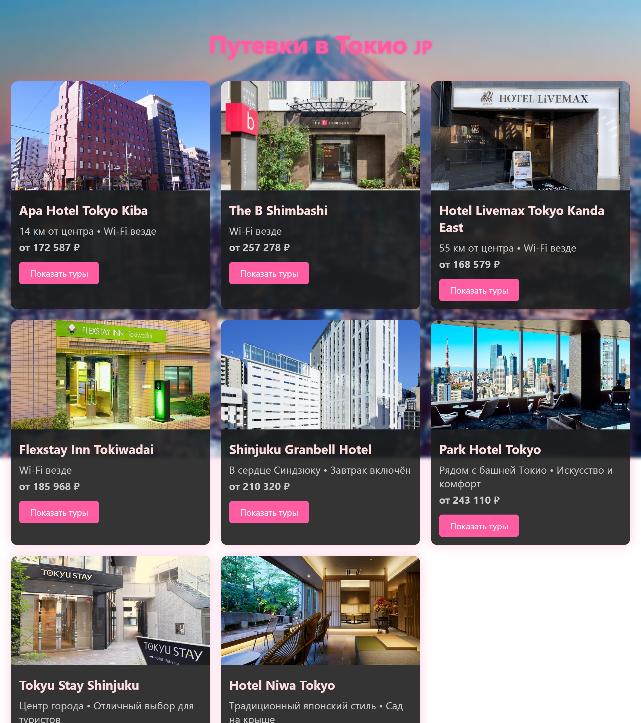 Путевки в Токио JP
HOTEL LiVEMAX
b
THE B SHIMBASHI
Apa Hotel Tokyo Kiba
14 км от центра • Wi-Fi везде
от 172 587 ₽
Показать туры
The B Shimbashi
Wi-Fi везде
от 257 278 ₽
Показать туры
Hotel Livemax Tokyo Kanda
East
55 км от центра • Wi-Fi везде
от 168 579 ₽
Показать туры
FLEXSTAY INN Tokiwadai
Flexstay Inn Tokiwadai
Wi-Fi везде
от 185 968 ₽
Показать туры
Shinjuku Granbell Hotel
В сердце Синдзюку • Завтрак включён
от 210 320 ₽
Показать туры
Park Hotel Tokyo
Рядом с башней Токио • Искусство и
комфорт
от 243 110 ₽
Показать туры
TOKYU STAY
TOKYU STAY
Tokyu Stay Shinjuku
Центр города • Отличный выбор для
туристов
Hotel Niwa Tokyo
Традиционный японский стиль • Сад
на крыше